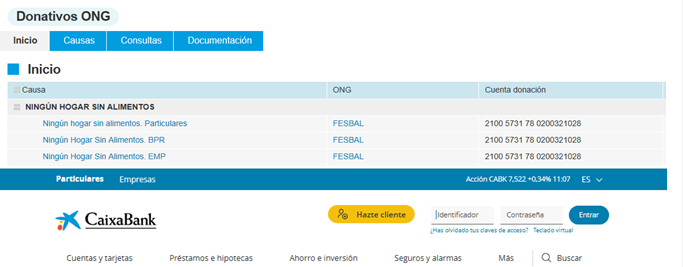 Donativos ONG
Inicio Causas Consultas Documentación
Inicio
Causa ONG Cuenta donación
NINGÚN HOGAR SIN ALIMENTOS
Ningún hogar sin alimentos. Particulares FESBAL 2100 5731 78 0200321028
Ningún Hogar Sin Alimentos. BPR FESBAL 2100 5731 78 0200321028
Ningún Hogar Sin Alimentos. EMP FESBAL 2100 5731 78 0200321028
Particulares Empresas Acción CABK 7,522 +0,34% 11:07 ES
CaixaBank Hazte cliente Identificador Contraseña Entrar
¿Has olvidado tus claves de acceso? Teclado virtual
Cuentas y tarjetas Préstamos e hipotecas Ahorro e inversión Seguros y alarmas Más Buscar